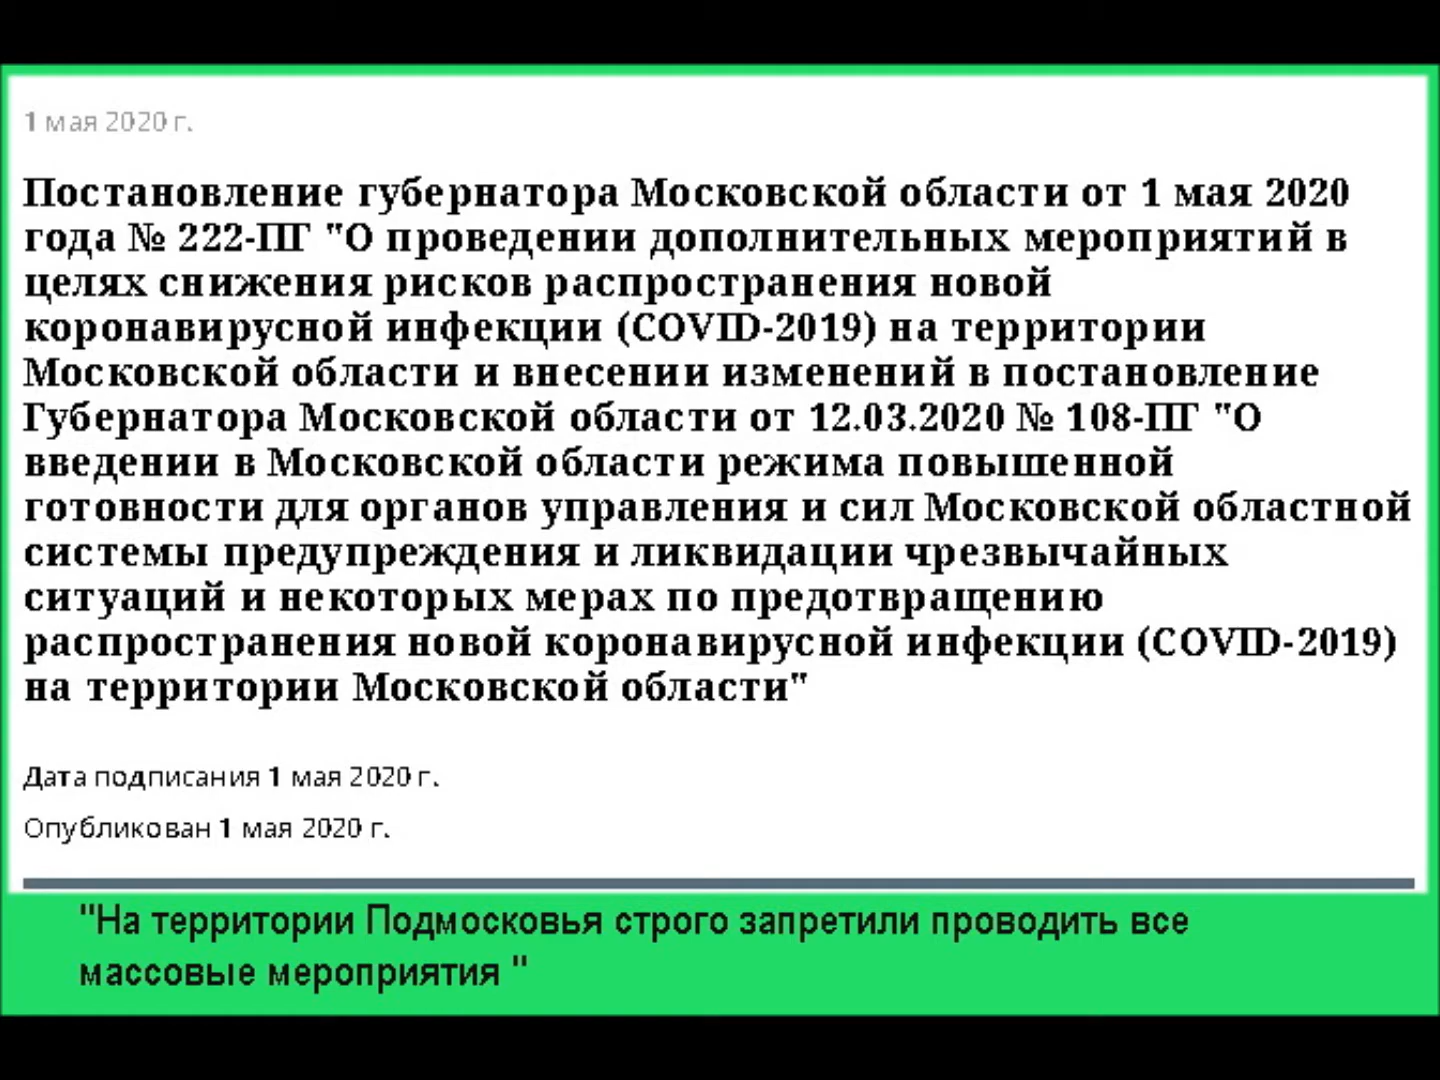 1 мая 2020 г.
Постановление губернатора Московской области от 1 мая 2020
года № 222-ПГ "О проведении дополнительных мероприятий в
целях снижения рисков распространения новой
коронавирусной инфекции (COVID-2019) на территории
Московской области и внесении изменений в постановление
Губернатора Московской области от 12.03.2020 № 108-ПГ "О
введении в Московской области режима повышенной
готовности для органов управления и сил Московской областной
системы предупреждения и ликвидации чрезвычайных
ситуаций и некоторых мерах по предотвращению
распространения новой коронавирусной инфекции (COVID-2019)
на территории Московской области"
Дата подписания 1 мая 2020 г.
Опубликован 1 мая 2020 г.
"На территории Подмосковья строго запретили проводить все
массовые мероприятия "